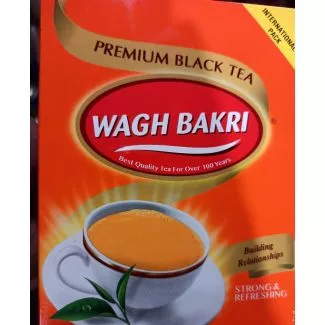 INTERNATIONAL
PACK
PREMIUM BLACK TEA
WAGH BAKRI
Best Quality Tea For Over 100 Years
Building
Relationships
STRONG &
REFRESHING